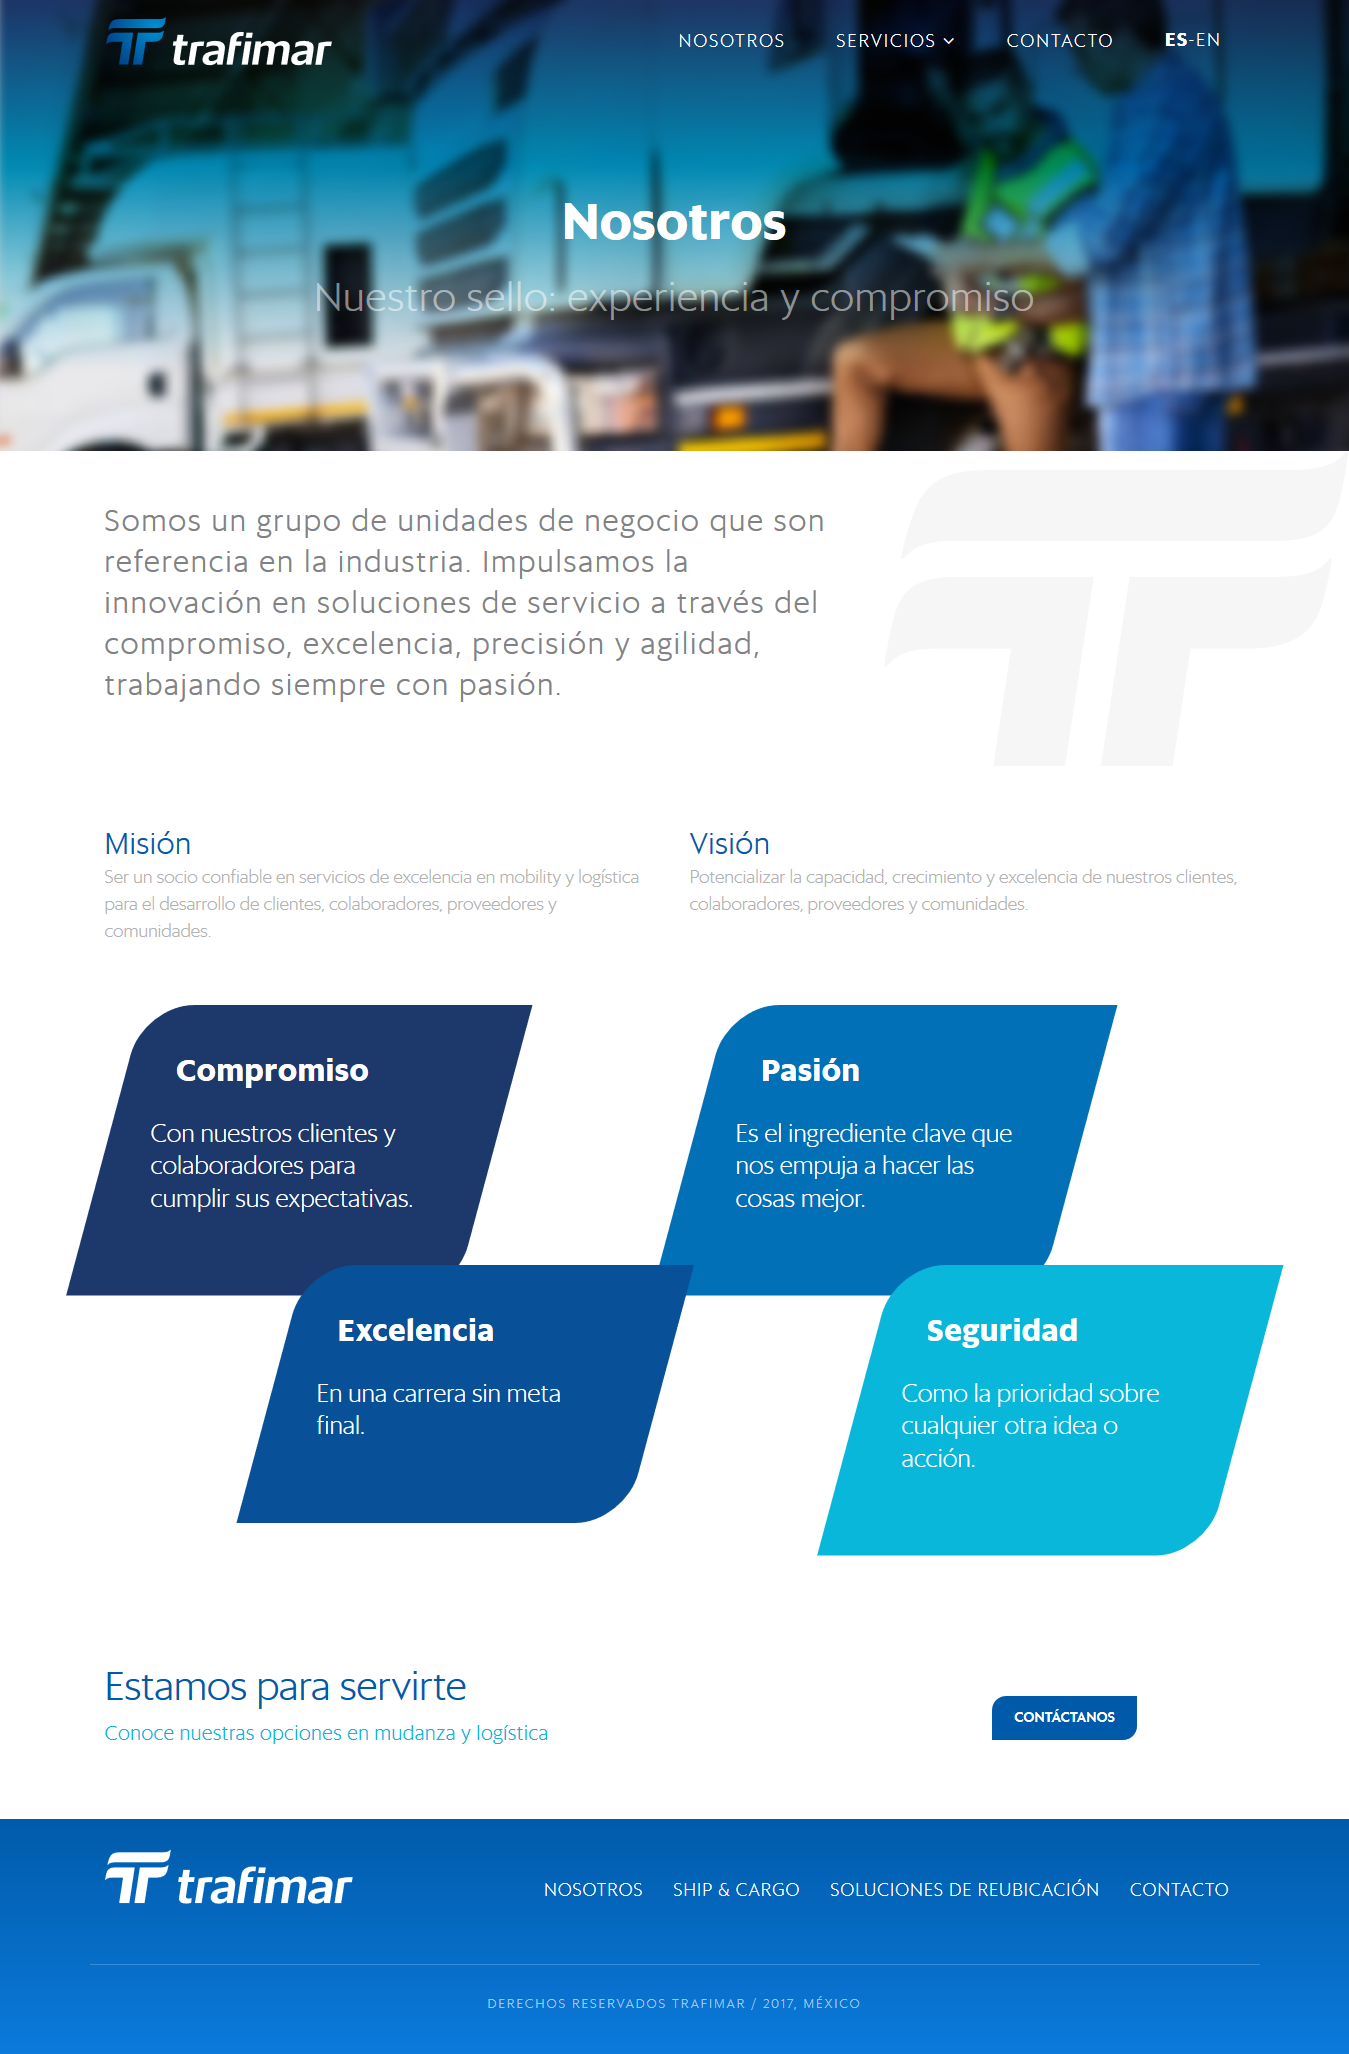 trafimar
NOSOTROS SERVICIOS CONTACTO ES-EN
Nosotros
Nuestro sello: experiencia y compromiso
Somos un grupo de unidades de negocio que son
referencia en la industria. Impulsamos la
innovación en soluciones de servicio a través del
compromiso, excelencia, precisión y agilidad,
trabajando siempre con pasión.
Misión
Ser un socio confiable en servicios de excelencia en mobility y logística
para el desarrollo de clientes, colaboradores, proveedores y
comunidades.
Visión
Potencializar la capacidad, crecimiento y excelencia de nuestros clientes,
colaboradores, proveedores y comunidades.
Compromiso
Con nuestros clientes y
colaboradores para
cumplir sus expectativas.
Pasión
Es el ingrediente clave que
nos empuja a hacer las
cosas mejor.
Excelencia
En una carrera sin meta
final.
Seguridad
Como la prioridad sobre
cualquier otra idea o
acción.
Estamos para servirte
Conoce nuestras opciones en mudanza y logística
CONTÁCTANOS
trafimar
NOSOTROS SHIP & CARGO SOLUCIONES DE REUBICACIÓN CONTACTO
DERECHOS RESERVADOS TRAFIMAR / 2017, MÉXICO